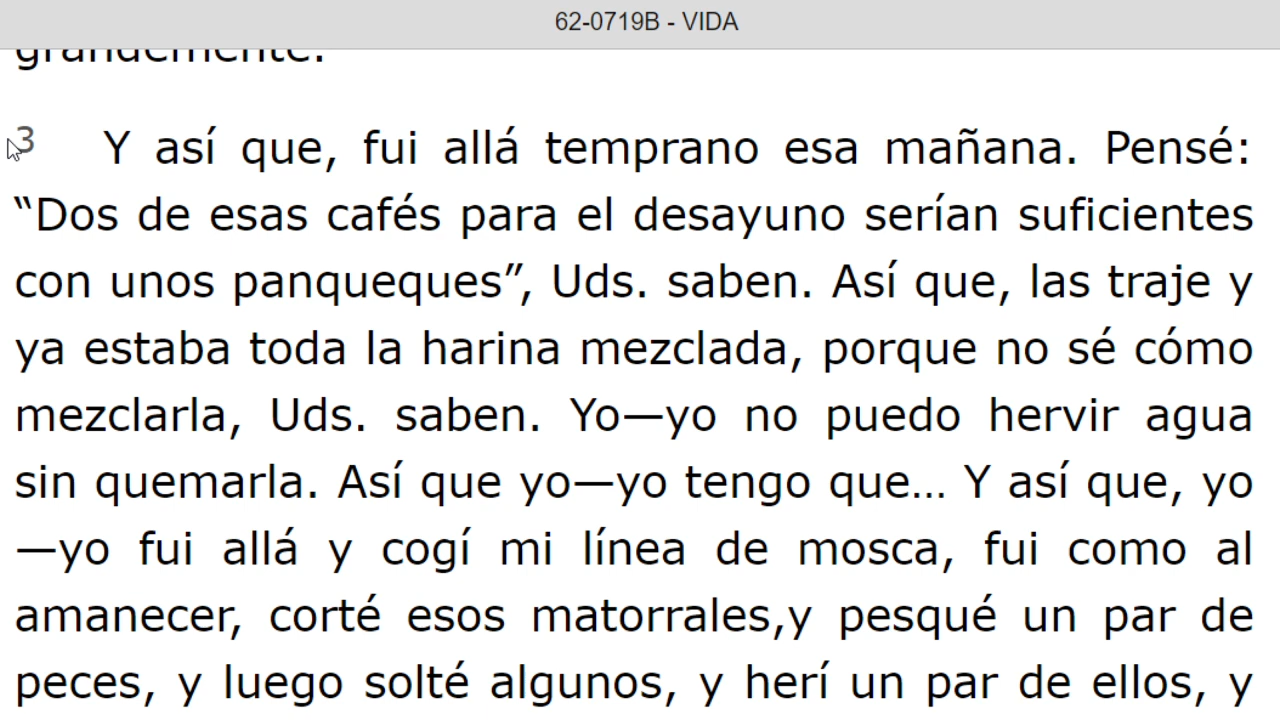 62-0719B - VIDA
grandemente.
3 Y así que, fui allá temprano esa mañana. Pensé:
“Dos de esas cafés para el desayuno serían suficientes
con unos panqueques”, Uds. saben. Así que, las traje y
ya estaba toda la harina mezclada, porque no sé cómo
mezclarla, Uds. saben. Yo—yo no puedo hervir agua
sin quemarla. Así que yo—yo tengo que… Y así que, yo
—yo fui allá y cogí mi línea de mosca, fui como al
amanecer, corté esos matorrales,y pesqué un par de
peces, y luego solté algunos, y herí un par de ellos, y